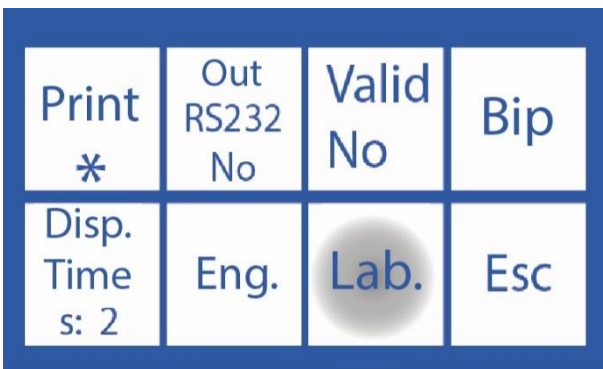 Print
*
Out
RS232
No
Valid
No
Bip
Disp.
Time
s: 2
Eng.
Lab.
Esc